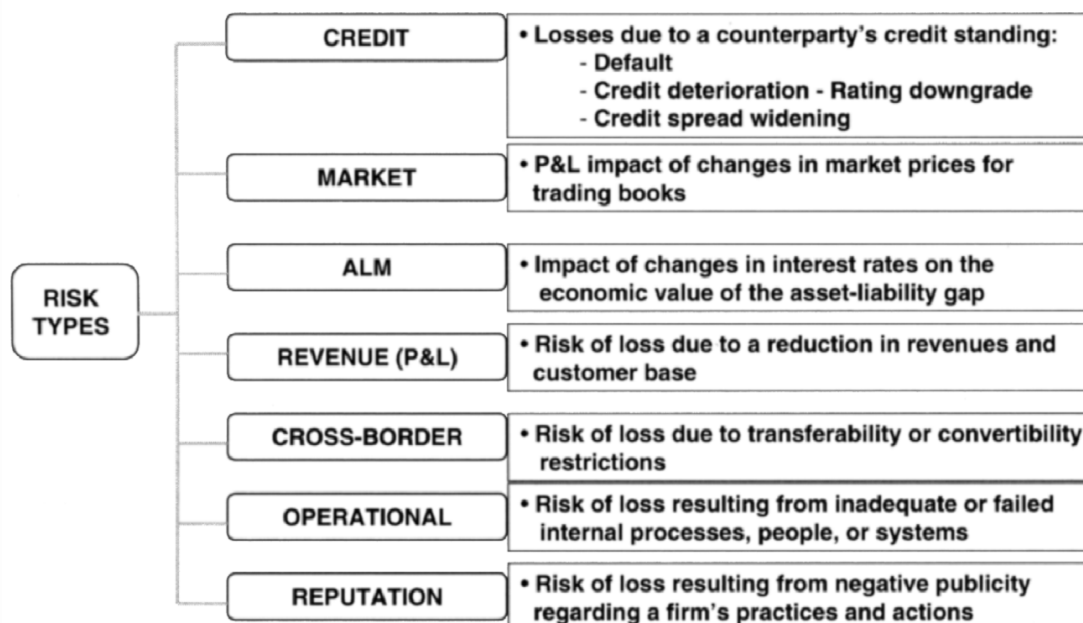 CREDIT
• Losses due to a counterparty's credit standing:
- Default
- Credit deterioration - Rating downgrade
- Credit spread widening
MARKET
• P&L impact of changes in market prices for
trading books
ALM
• Impact of changes in interest rates on the
economic value of the asset-liability gap
RISK
TYPES
REVENUE (P&L)
• Risk of loss due to a reduction in revenues and
customer base
CROSS-BORDER
• Risk of loss due to transferability or convertibility
restrictions
OPERATIONAL
• Risk of loss resulting from inadequate or failed
internal processes, people, or systems
REPUTATION
• Risk of loss resulting from negative publicity
regarding a firm's practices and actions